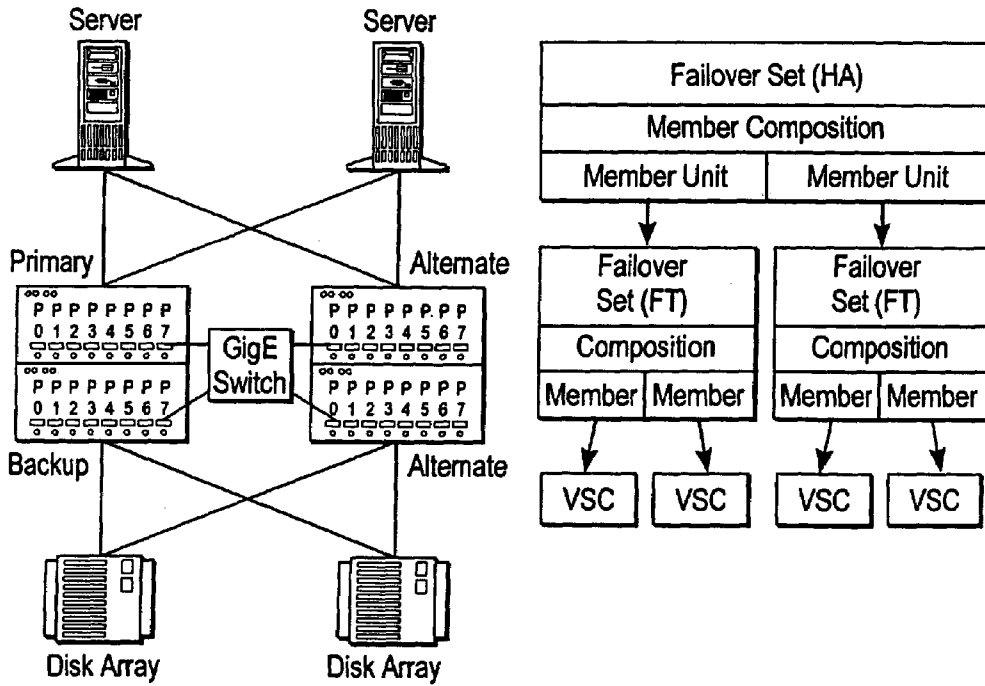 Server
Server
Primary
Alternate
P P P P P P P P
0 1 2 3 4 5 6 7
P P P P P P P P
0 1 2 3 4 5 6 7
GigE
Switch
P P P P P P P P
0 1 2 3 4 5 6 7
P P P P P P P P
0 1 2 3 4 5 6 7
Backup
Alternate
Disk Array
Disk Array
Failover Set (HA)
Member Composition
Member Unit
Member Unit
Failover
Set (FT)
Composition
Member
Member
Failover
Set (FT)
Composition
Member
Member
VSC
VSC
VSC
VSC